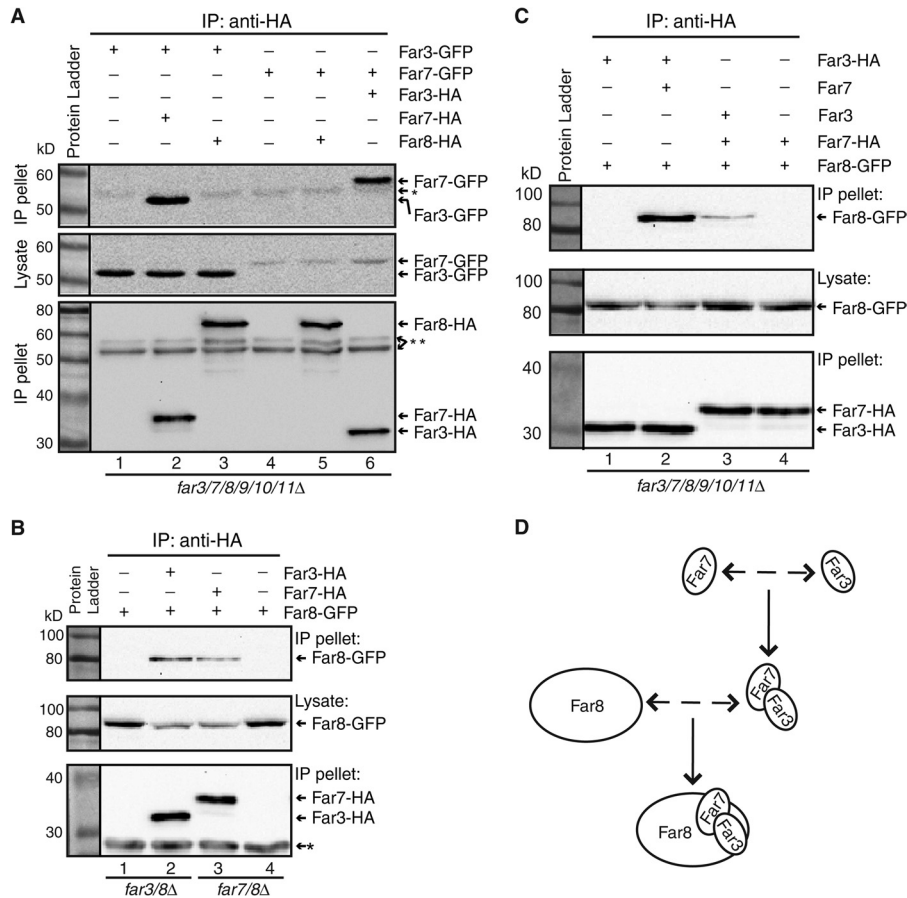 A
IP: anti-HA
Protein Ladder
+ + + − − − Far3-GFP
− − − + + + Far7-GFP
− − − − − + Far3-HA
− + − − − − Far7-HA
− − + − + − Far8-HA
kD
IP pellet
60
50
Far7-GFP
*
Far3-GFP
Lysate
60
50
Far7-GFP
Far3-GFP
IP pellet
80
60
50
40
30
Far8-HA
**
Far7-HA
Far3-HA
1 2 3 4 5 6
far3/7/8/9/10/11Δ
B
IP: anti-HA
Protein Ladder
− + − − Far3-HA
− − + − Far7-HA
+ + + + Far8-GFP
kD
100
80
IP pellet:
Far8-GFP
100
80
Lysate:
Far8-GFP
40
30
IP pellet:
Far7-HA
Far3-HA
*
1 2 3 4
far3/8Δ far7/8Δ
C
IP: anti-HA
Protein Ladder
+ + − − Far3-HA
− + − − Far7
− − + − Far3
− − + + Far7-HA
+ + + + Far8-GFP
kD
100
80
IP pellet:
Far8-GFP
100
80
Lysate:
Far8-GFP
40
30
IP pellet:
Far7-HA
Far3-HA
1 2 3 4
far3/7/8/9/10/11Δ
D
Far7
Far3
Far8
Far7
Far3
Far8
Far7
Far3